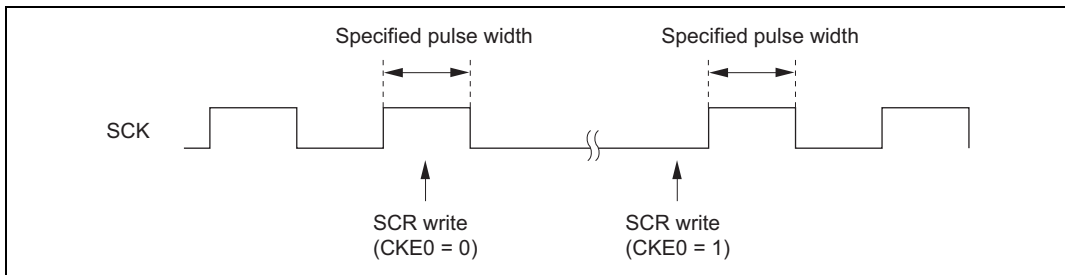 Specified pulse width
Specified pulse width
SCK
SCR write
(CKE0 = 0)
SCR write
(CKE0 = 1)